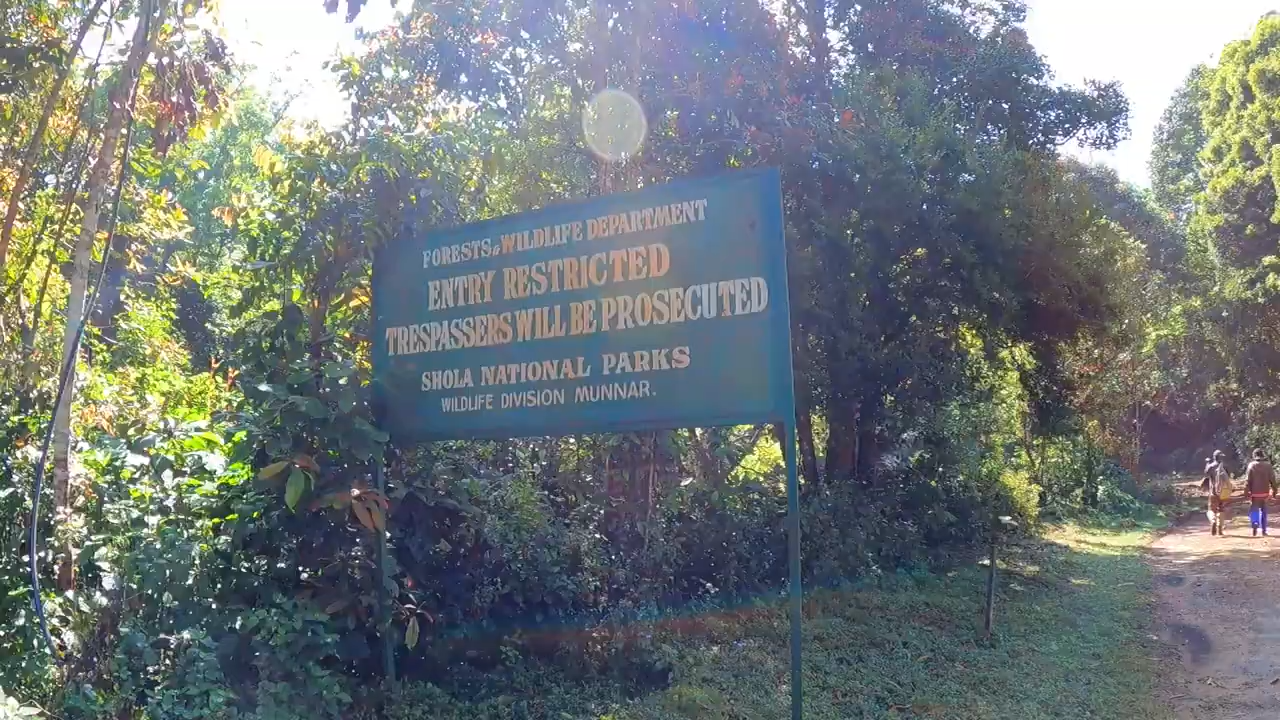 FORESTS & WILDLIFE DEPARTMENT
ENTRY RESTRICTED
TRESPASSERS WILL BE PROSECUTED
SHOLA NATIONAL PARKS
WILDLIFE DIVISION MUNNAR.